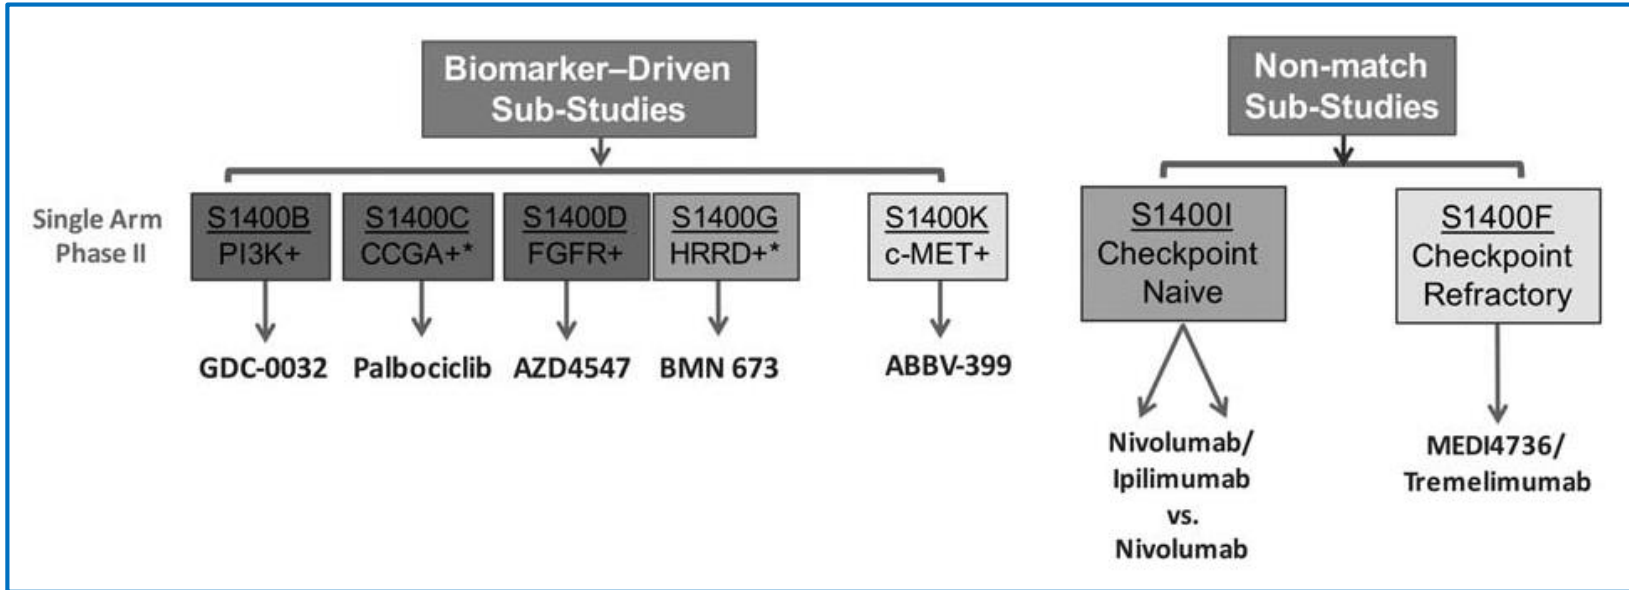 Biomarker–Driven
Sub-Studies
Non-match
Sub-Studies
Single Arm
Phase II
S1400B
PI3K+
S1400C
CCGA+*
S1400D
FGFR+
S1400G
HRRD+*
S1400K
c-MET+
S1400I
Checkpoint
Naive
S1400F
Checkpoint
Refractory
GDC-0032
Palbociclib
AZD4547
BMN 673
ABBV-399
Nivolumab/
Ipilimumab
vs.
Nivolumab
MEDI4736/
Tremelimumab